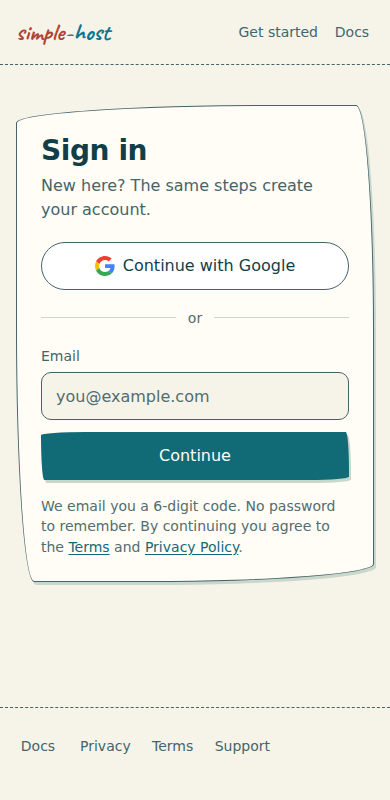 simple-host
Get started
Docs
Sign in
New here? The same steps create
your account.
Continue with Google
or
Email
you@example.com
Continue
We email you a 6-digit code. No password
to remember. By continuing you agree to
the Terms and Privacy Policy.
Docs
Privacy
Terms
Support